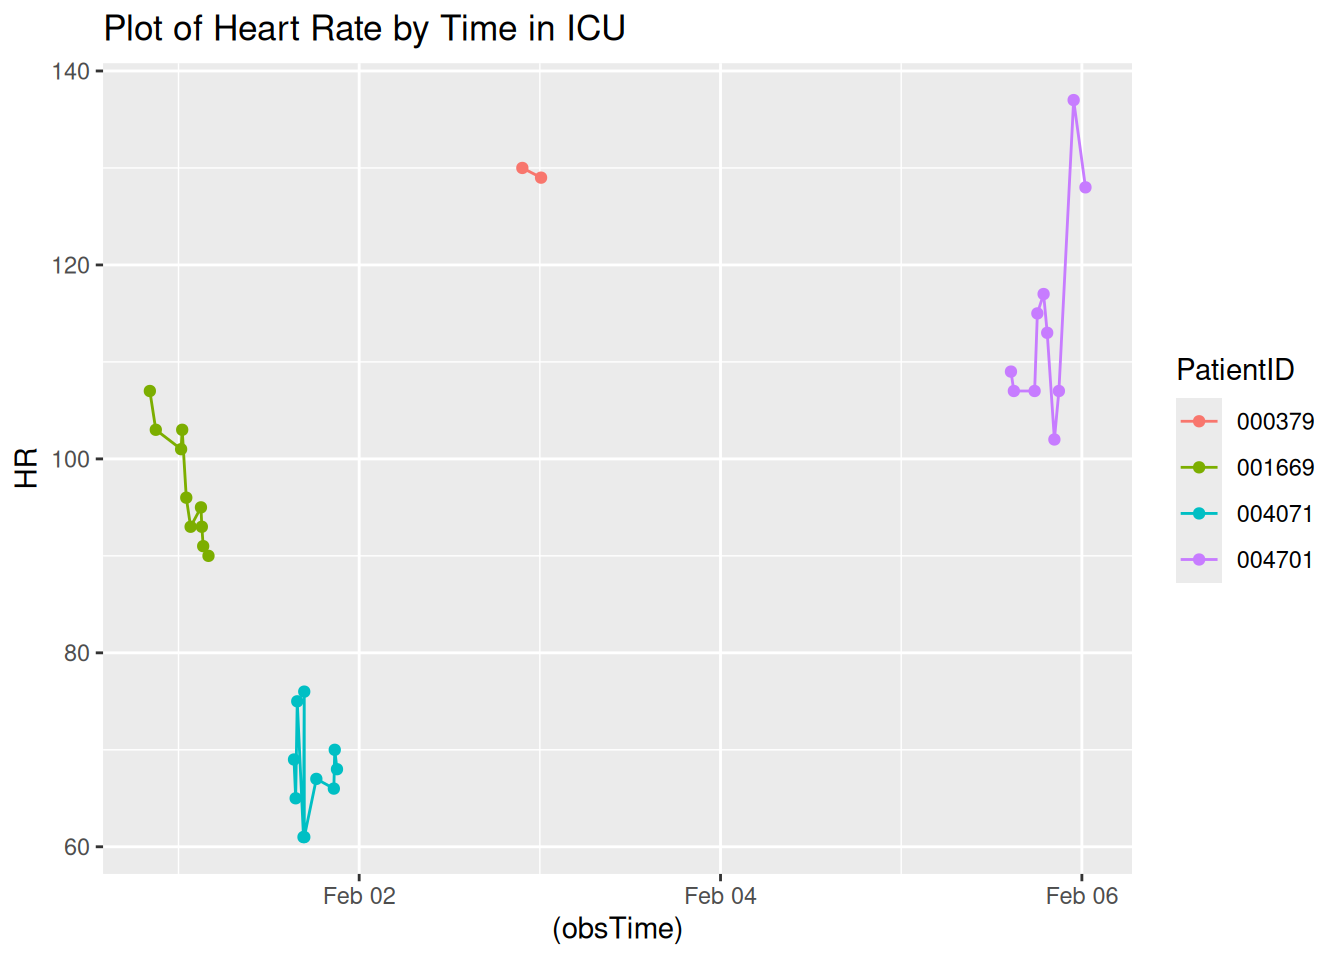 Plot of Heart Rate by Time in ICU
140
120
100
80
60
HR
Feb 02
Feb 04
Feb 06
(obsTime)
PatientID
000379
001669
004071
004701